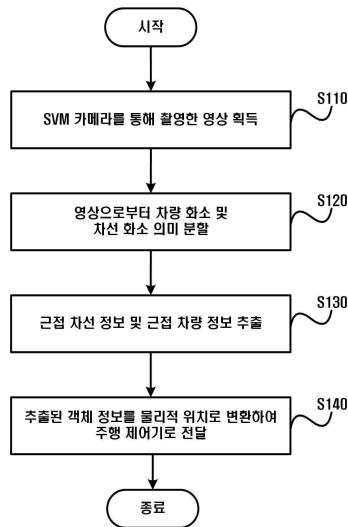 시작
S110
SVM 카메라를 통해 촬영한 영상 획득
S120
영상으로부터 차량 화소 및
차선 화소 의미 분할
S130
근접 차선 정보 및 근접 차량 정보 추출
S140
추출된 객체 정보를 물리적 위치로 변환하여
주행 제어기로 전달
종료